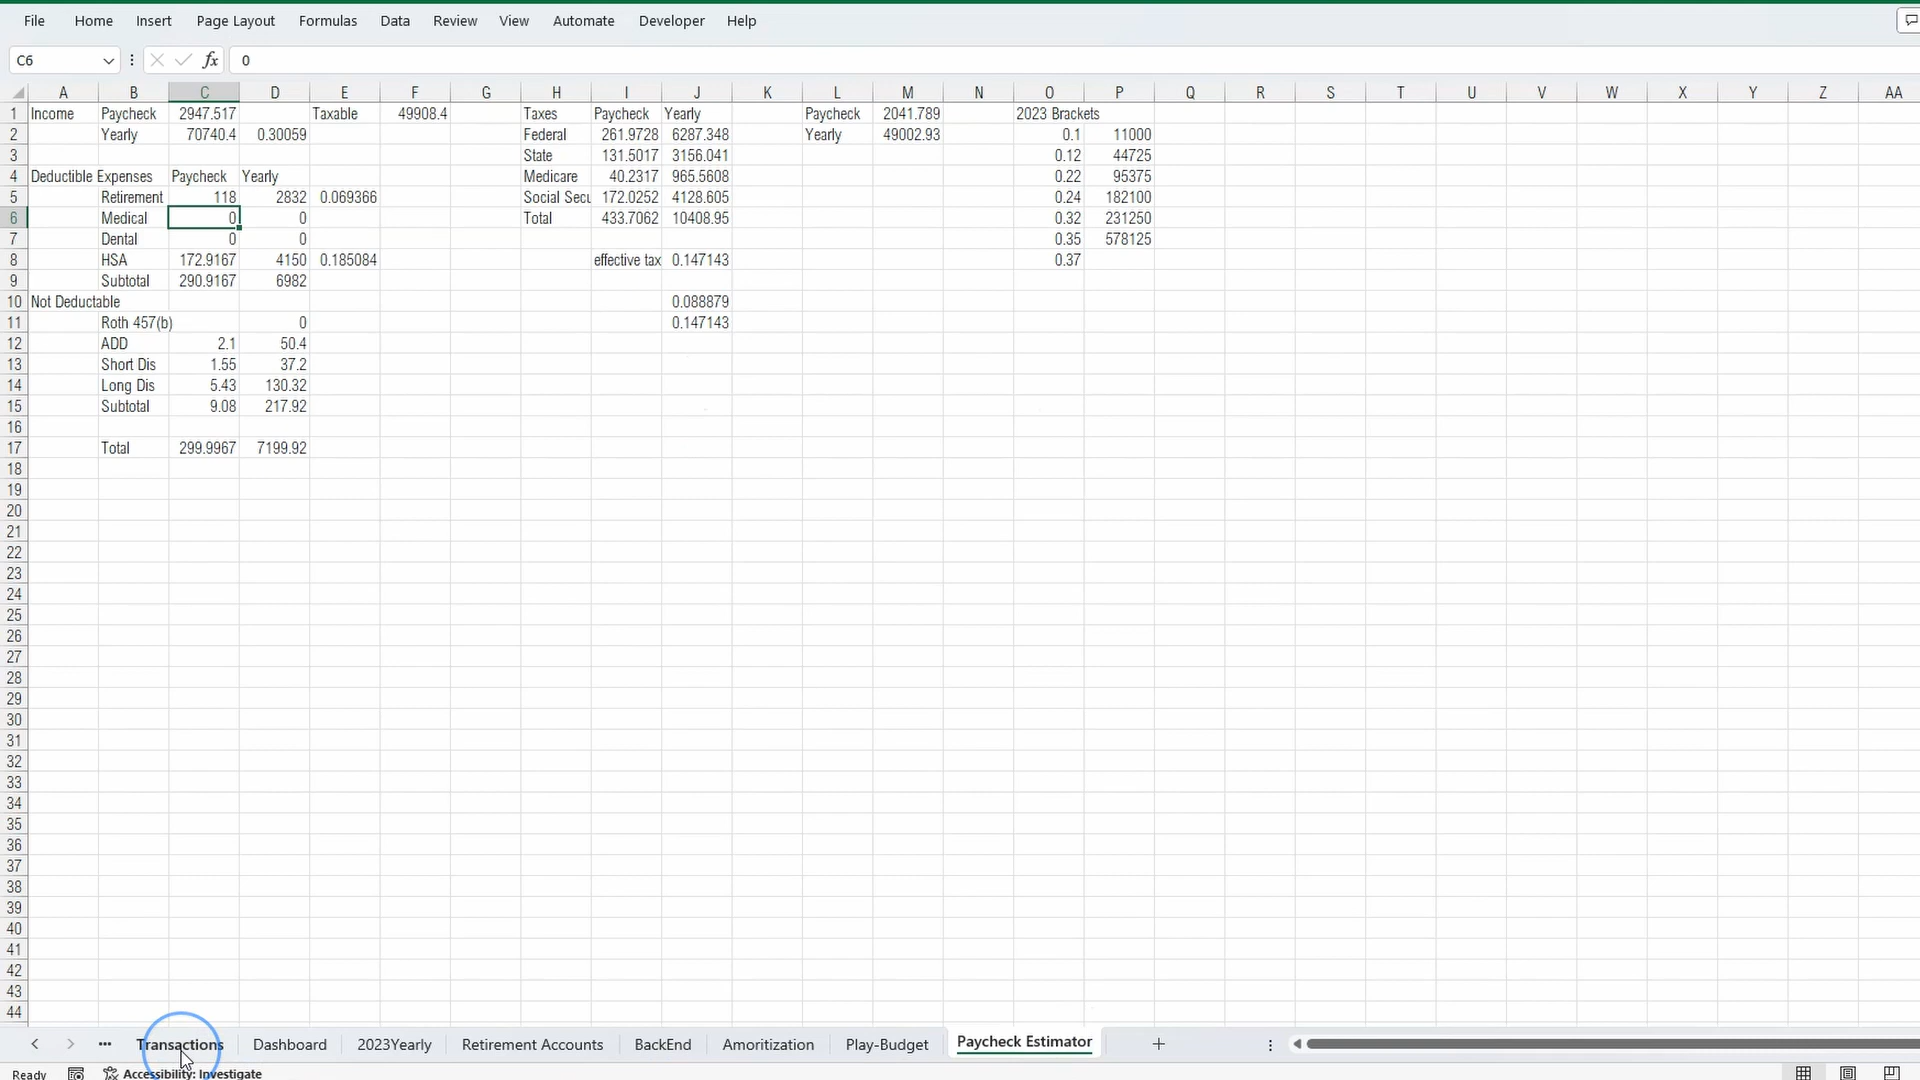 File Home Insert Page Layout Formulas Data Review View Automate Developer Help
C6 fx 0
A B C D E F G H I J K L M N O P Q R S T U V W X Y Z AA
1 Income Paycheck 2947.517 Taxable 49908.4 Taxes Paycheck Yearly Paycheck 2041.789 2023 Brackets
2 Yearly 70740.4 0.30059 Federal 261.9728 6287.348 Yearly 49002.93 0.1 11000
3 State 131.5017 3156.041 0.12 44725
4 Deductible Expenses Paycheck Yearly Medicare 40.2317 965.5608 0.22 95375
5 Retirement 118 2832 0.069366 Social Secu 172.0252 4128.605 0.24 182100
6 Medical 0 0 Total 433.7062 10408.95 0.32 231250
7 Dental 0 0 0.35 578125
8 HSA 172.9167 4150 0.185084 effective tax 0.147143 0.37
9 Subtotal 290.9167 6982
10 Not Deductable 0.088879
11 Roth 457(b) 0 0.147143
12 ADD 2.1 50.4
13 Short Dis 1.55 37.2
14 Long Dis 5.43 130.32
15 Subtotal 9.08 217.92
16
17 Total 299.9967 7199.92
18
19
20
21
22
23
24
25
26
27
28
29
30
31
32
33
34
35
36
37
38
39
40
41
42
43
44
Transactions Dashboard 2023Yearly Retirement Accounts BackEnd Amoritization Play-Budget Paycheck Estimator
Ready Accessibility: Investigate